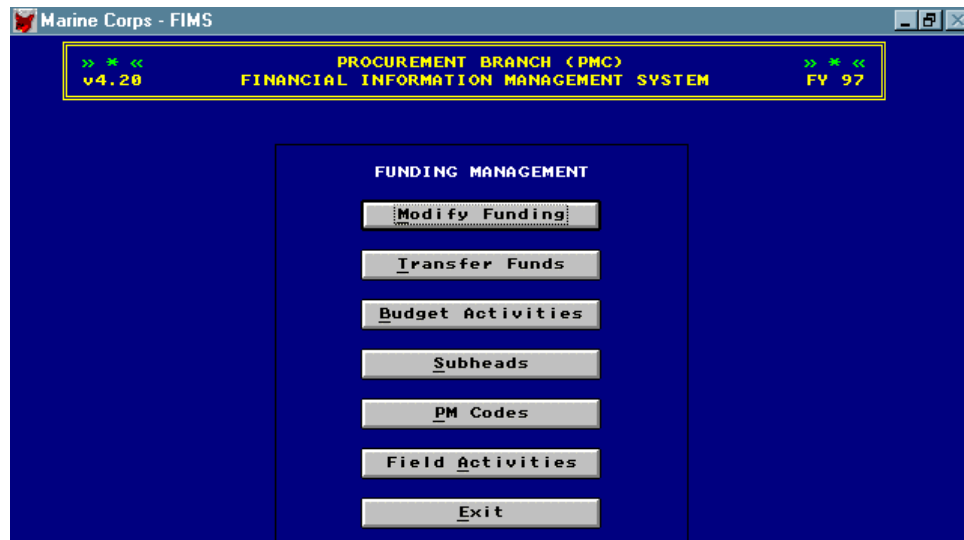 Marine Corps - FIMS
» * « PROCUREMENT BRANCH (PMC) » * «
v4.20 FINANCIAL INFORMATION MANAGEMENT SYSTEM FY 97
FUNDING MANAGEMENT
Modify Funding
Transfer Funds
Budget Activities
Subheads
PM Codes
Field Activities
Exit